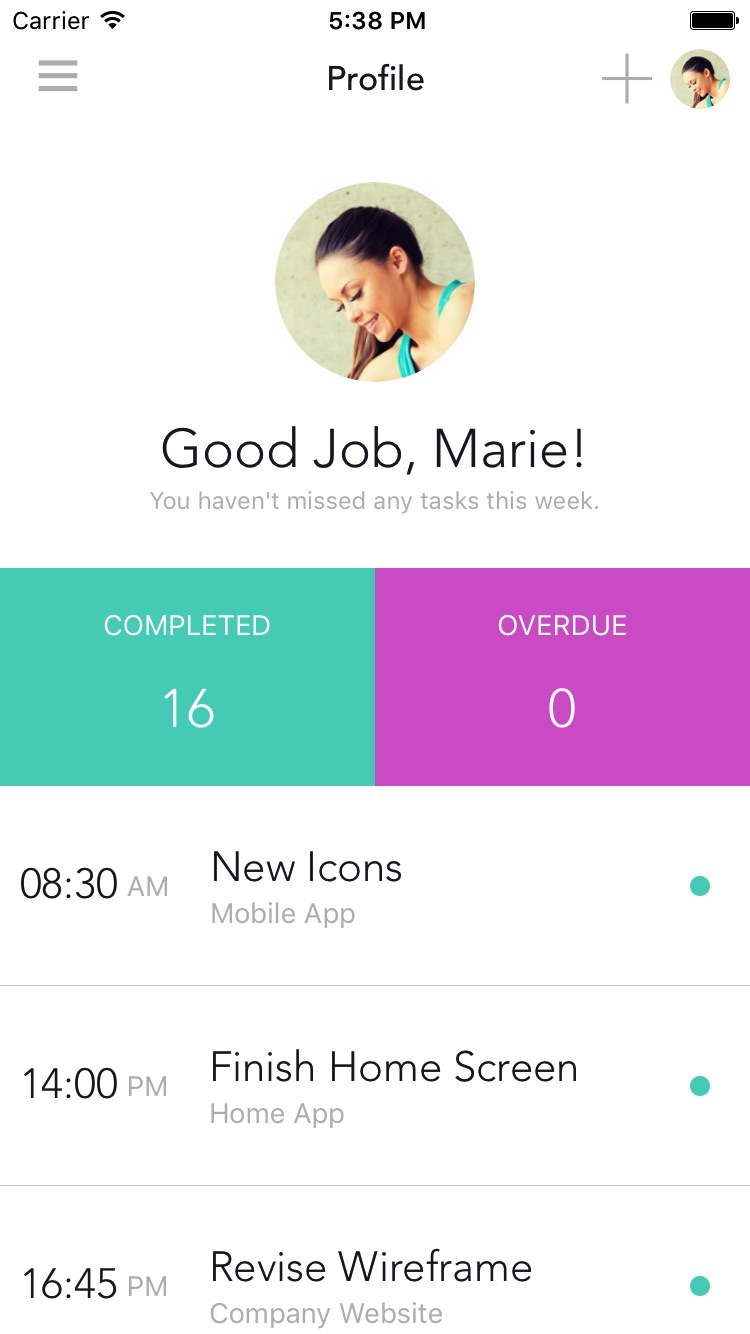 Carrier 5:38 PM
Profile
Good Job, Marie!
You haven't missed any tasks this week.
COMPLETED OVERDUE
16 0
08:30 AM New Icons
Mobile App
14:00 PM Finish Home Screen
Home App
16:45 PM Revise Wireframe
Company Website